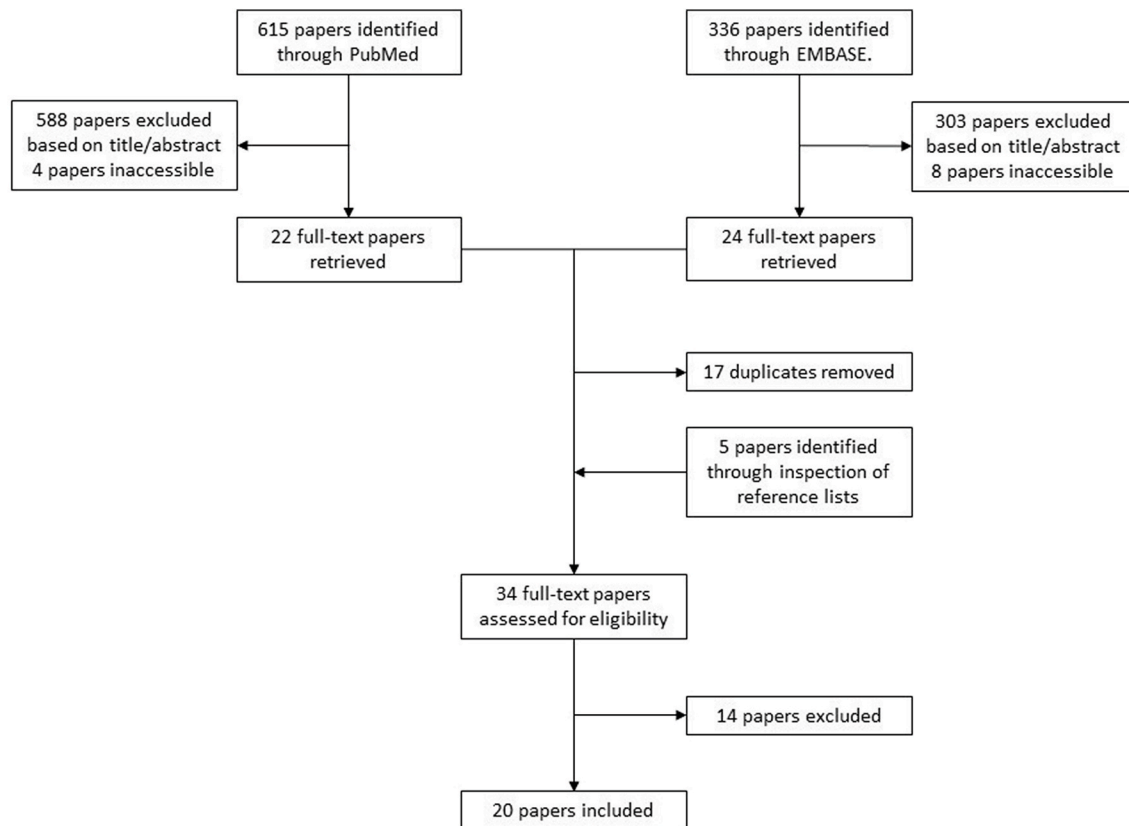 615 papers identified
through PubMed
336 papers identified
through EMBASE.
588 papers excluded
based on title/abstract
4 papers inaccessible
303 papers excluded
based on title/abstract
8 papers inaccessible
22 full-text papers
retrieved
24 full-text papers
retrieved
17 duplicates removed
5 papers identified
through inspection of
reference lists
34 full-text papers
assessed for eligibility
14 papers excluded
20 papers included